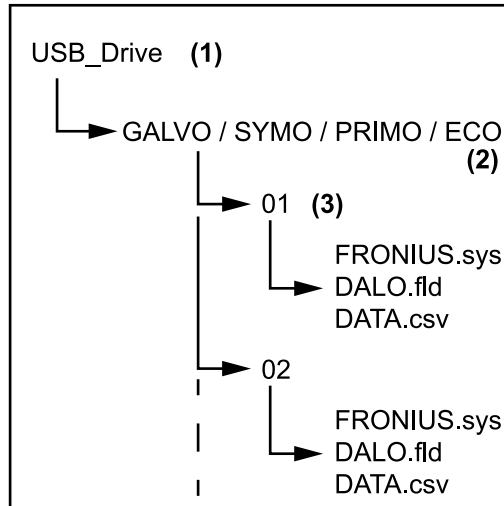 USB_Drive (1)
GALVO / SYMO / PRIMO / ECO
(2)
01 (3)
FRONIUS.sys
DALO.fld
DATA.csv
02
FRONIUS.sys
DALO.fld
DATA.csv